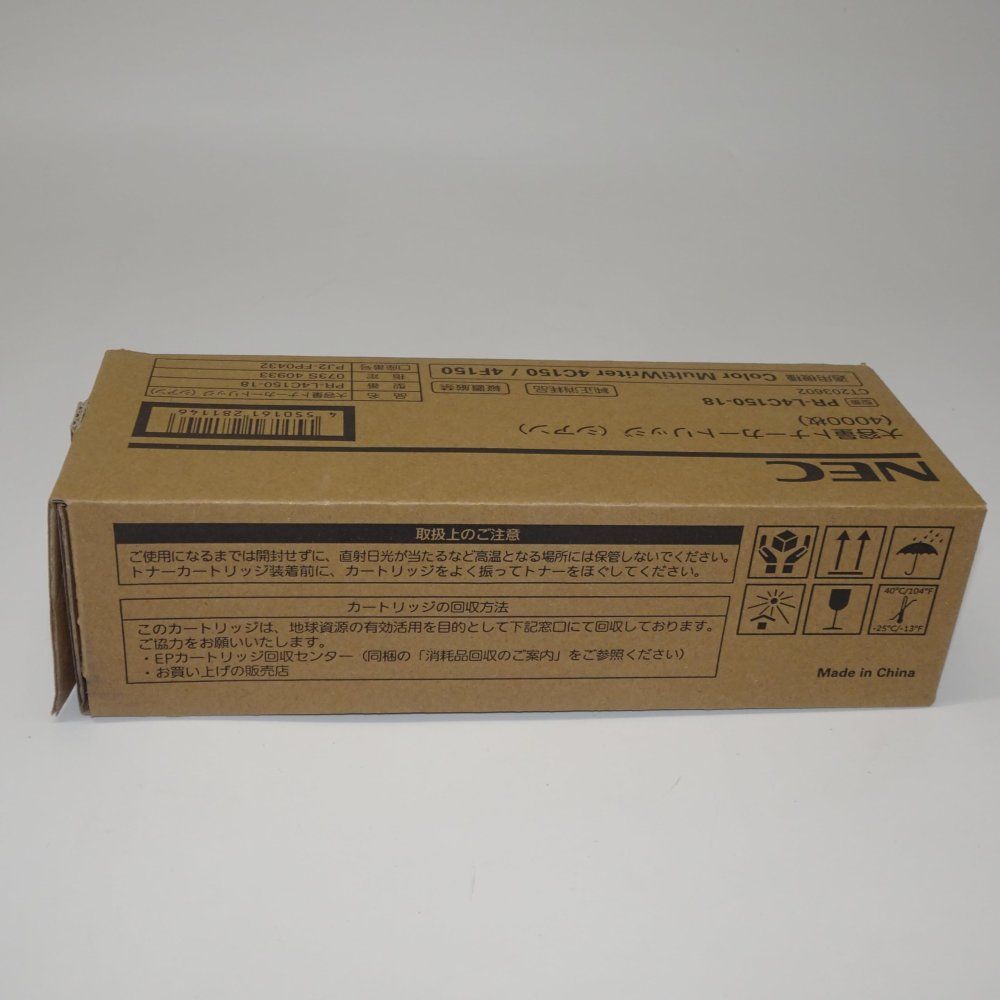 NEC
大容量トナーカートリッジ（シアン）
(4000枚)
型番 PR-L4C150-18
CT203602
純正消耗品
縦置厳禁
適用機種 Color MultiWriter 4C150 / 4F150
4 550161 281146
品 名 大容量トナーカートリッジ (シアン)
型 番 PR-L4C150-18
指 定 073S 40933
口座番号 PJ2-FP0432
取扱上のご注意
ご使用になるまでは開封せずに、直射日光が当たるなど高温となる場所には保管しないでください。
トナーカートリッジ装着前に、カートリッジをよく振ってトナーをほぐしてください。
カートリッジの回収方法
このカートリッジは、地球資源の有効活用を目的として下記窓口にて回収しております。
ご協力をお願いいたします。
・EPカートリッジ回収センター（同梱の「消耗品回収のご案内」をご参照ください）
・お買い上げの販売店
40°C/104°F
-25°C/-13°F
Made in China